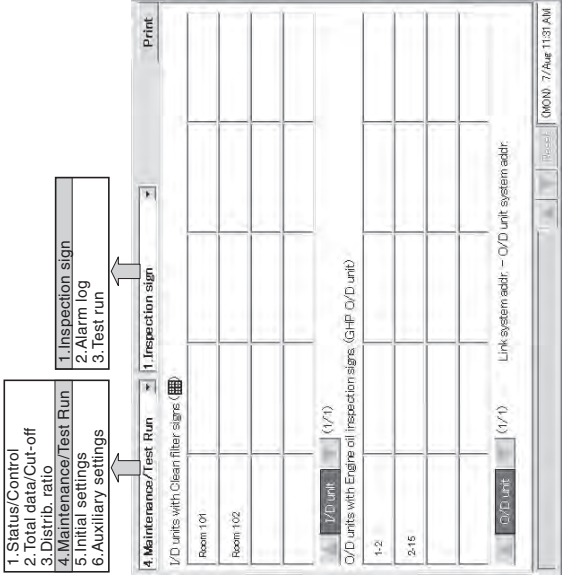 1.Status/Control
2.Total data/Cut-off
3.Distrib. ratio
4.Maintenance/Test Run
5.Initial settings
6.Auxiliary settings
1.Inspection sign
2.Alarm log
3.Test run
4.Maintenance/Test Run
1.Inspection sign
Print
I/D units with Clean filter signs (▦)
Room 101
Room 102
I/D unit
(1/1)
O/D units with Engine oil inspection signs (GHP O/D unit)
1-2
2-15
O/D unit
(1/1)
Link system addr. – O/D unit system addr.
Reset
(MON) 7/Aug 11:31 AM